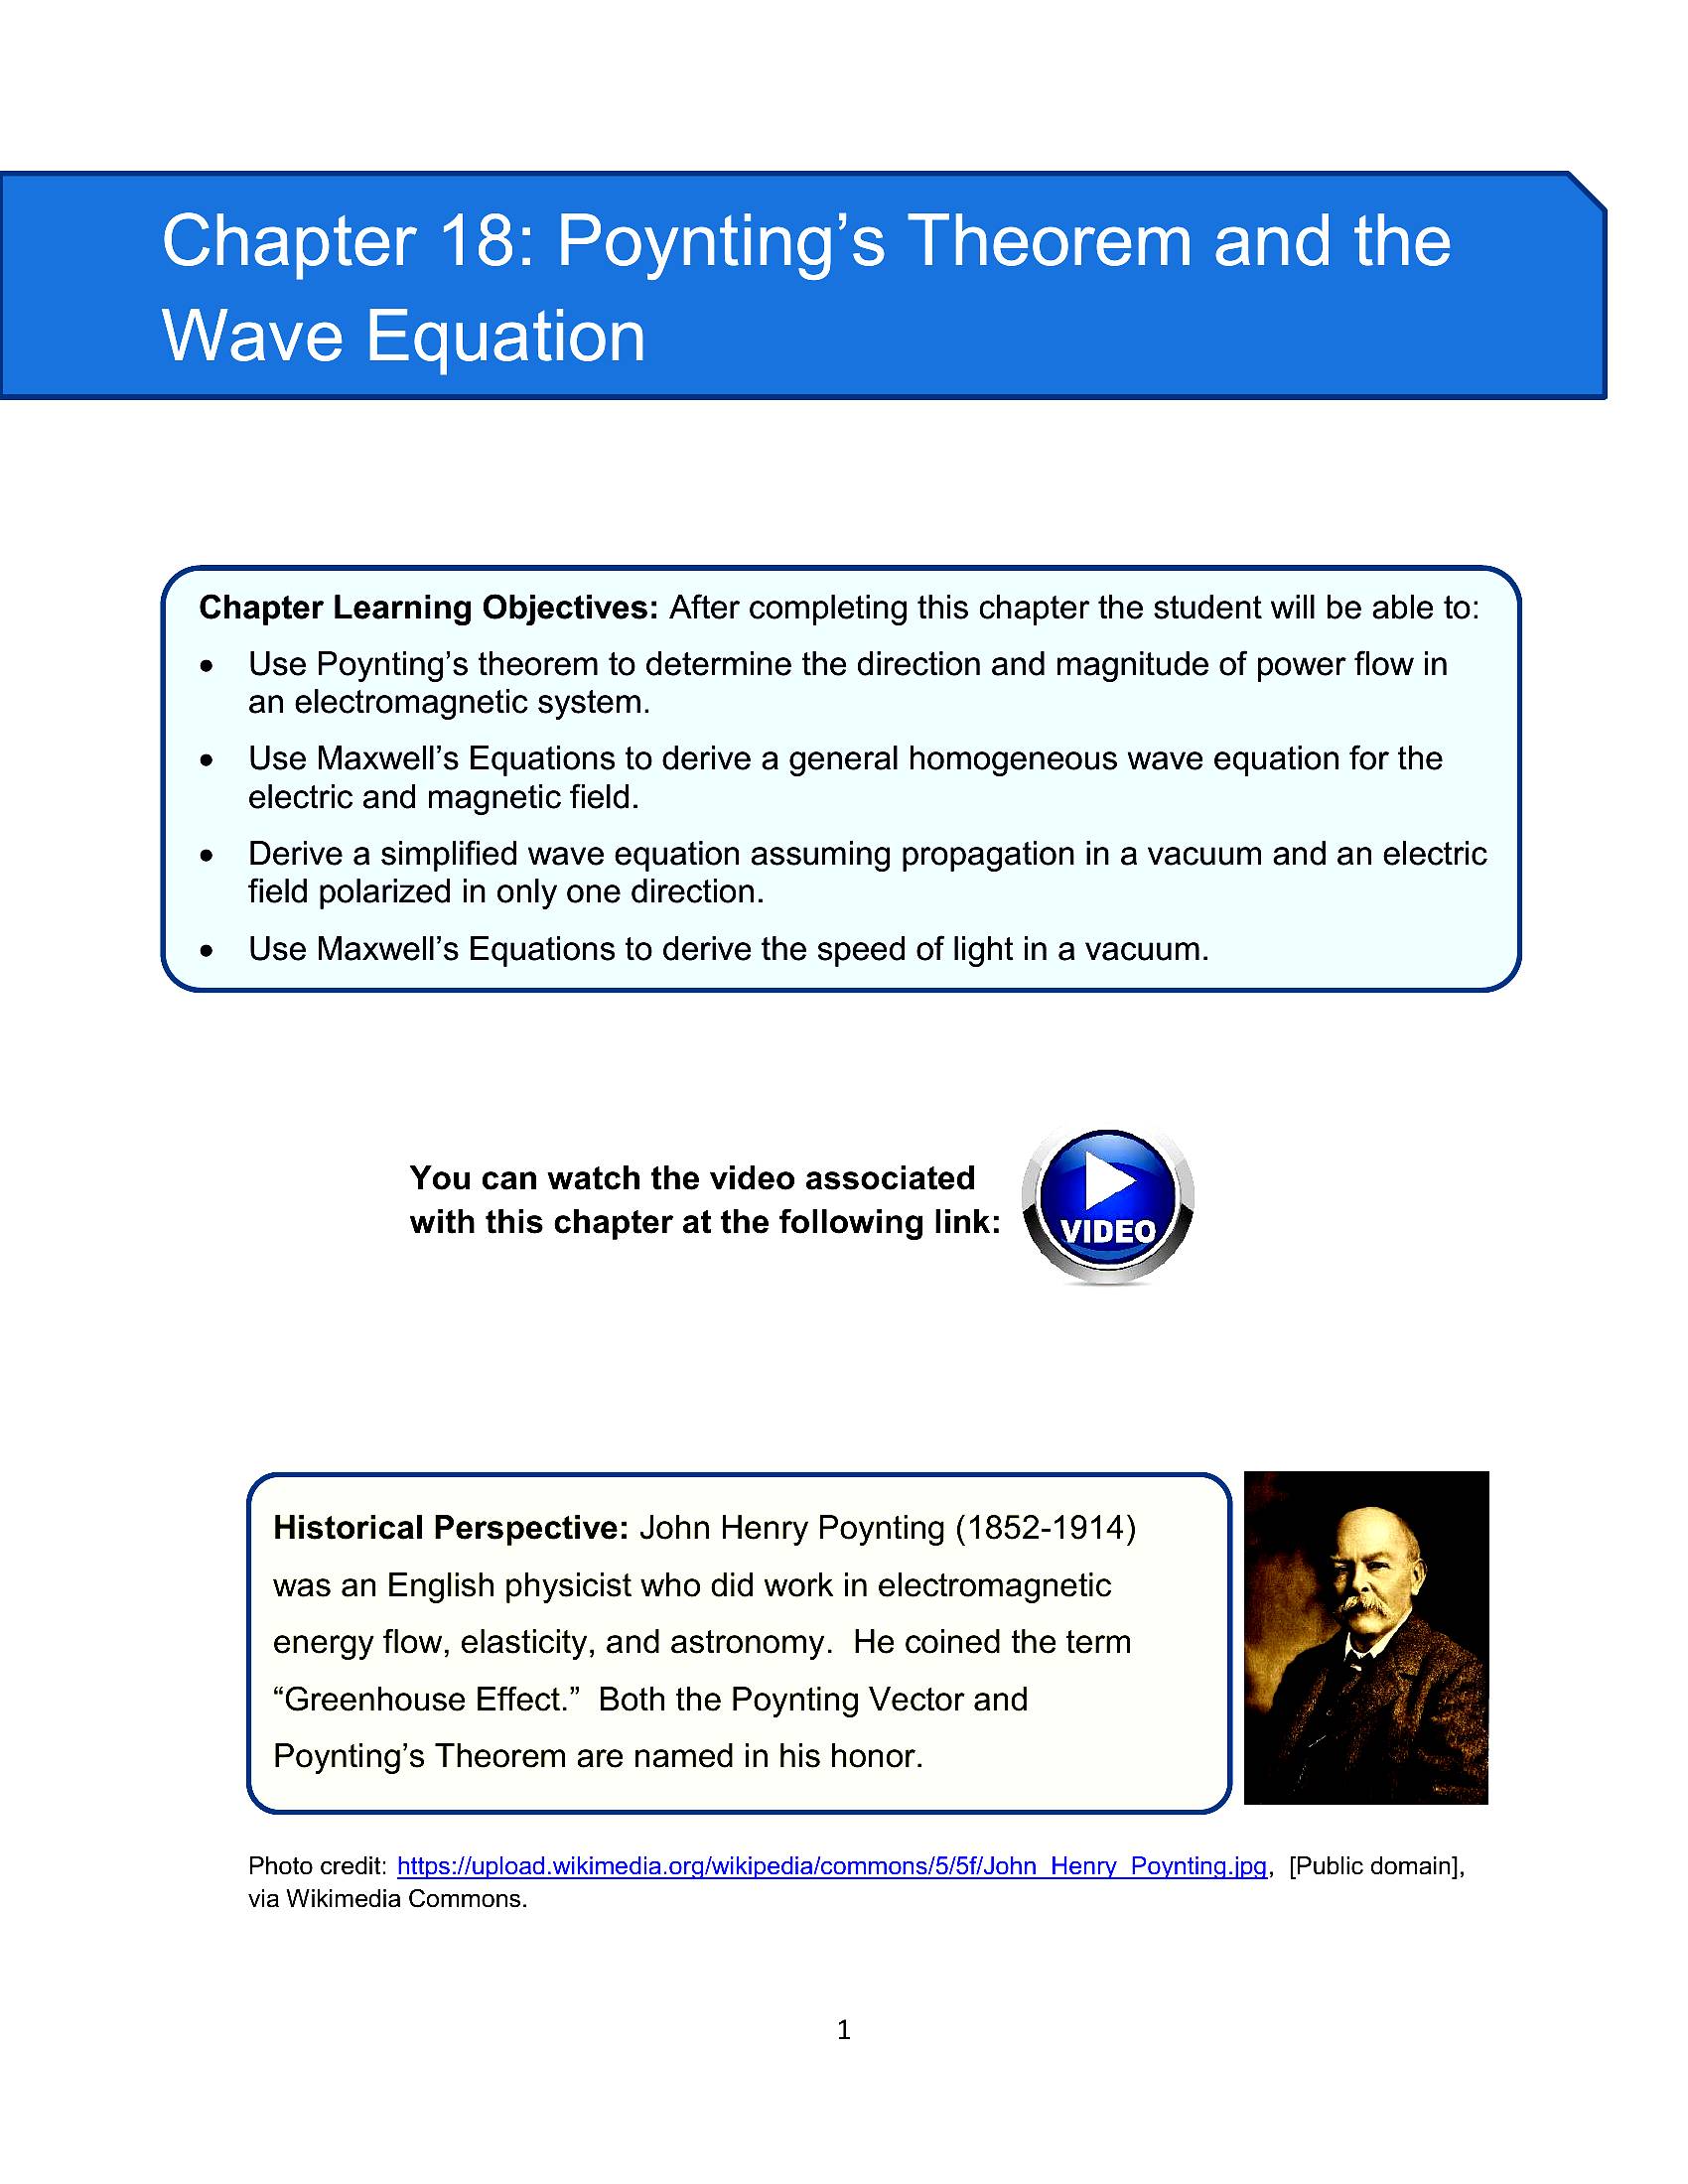 Chapter 18: Poynting’s Theorem and the
Wave Equation
Chapter Learning Objectives: After completing this chapter the student will be able to:
• Use Poynting’s theorem to determine the direction and magnitude of power flow in
an electromagnetic system.
• Use Maxwell’s Equations to derive a general homogeneous wave equation for the
electric and magnetic field.
• Derive a simplified wave equation assuming propagation in a vacuum and an electric
field polarized in only one direction.
• Use Maxwell’s Equations to derive the speed of light in a vacuum.
You can watch the video associated
with this chapter at the following link:
VIDEO
Historical Perspective: John Henry Poynting (1852-1914)
was an English physicist who did work in electromagnetic
energy flow, elasticity, and astronomy.  He coined the term
“Greenhouse Effect.”  Both the Poynting Vector and
Poynting’s Theorem are named in his honor.
Photo credit: https://upload.wikimedia.org/wikipedia/commons/5/5f/John_Henry_Poynting.jpg,  [Public domain],
via Wikimedia Commons.
1